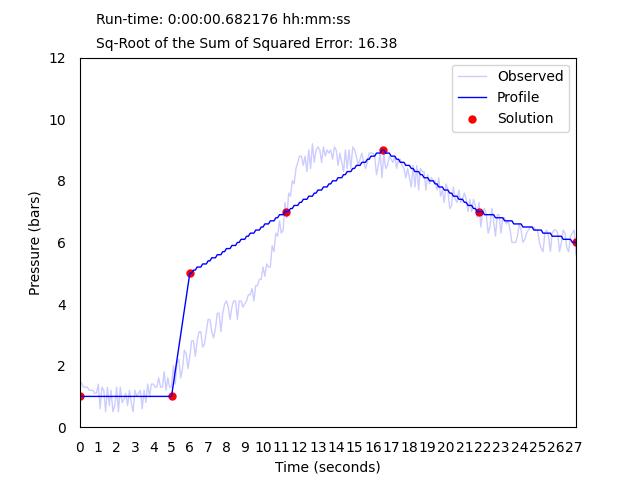 Run-time: 0:00:00.682176 hh:mm:ss
Sq-Root of the Sum of Squared Error: 16.38
12
10
8
6
4
2
0
Pressure (bars)
Observed
Profile
Solution
0 1 2 3 4 5 6 7 8 9 10 11 12 13 14 15 16 17 18 19 20 21 22 23 24 25 26 27
Time (seconds)